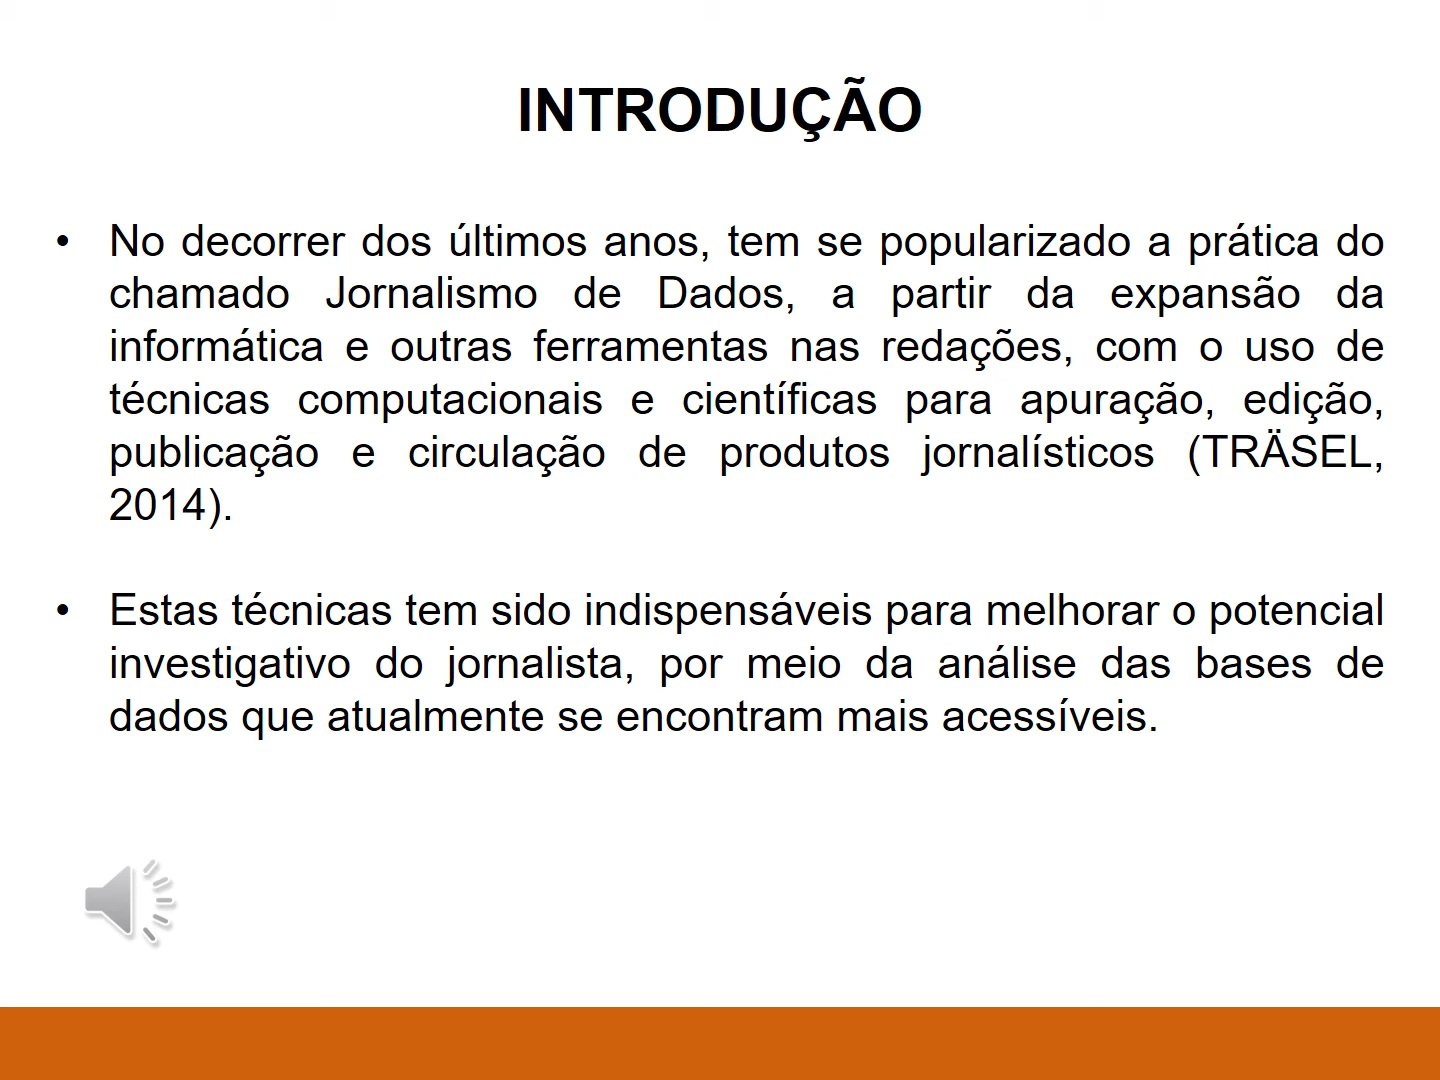 INTRODUÇÃO
• No decorrer dos últimos anos, tem se popularizado a prática do
chamado Jornalismo de Dados, a partir da expansão da
informática e outras ferramentas nas redações, com o uso de
técnicas computacionais e científicas para apuração, edição,
publicação e circulação de produtos jornalísticos (TRÄSEL,
2014).
• Estas técnicas tem sido indispensáveis para melhorar o potencial
investigativo do jornalista, por meio da análise das bases de
dados que atualmente se encontram mais acessíveis.